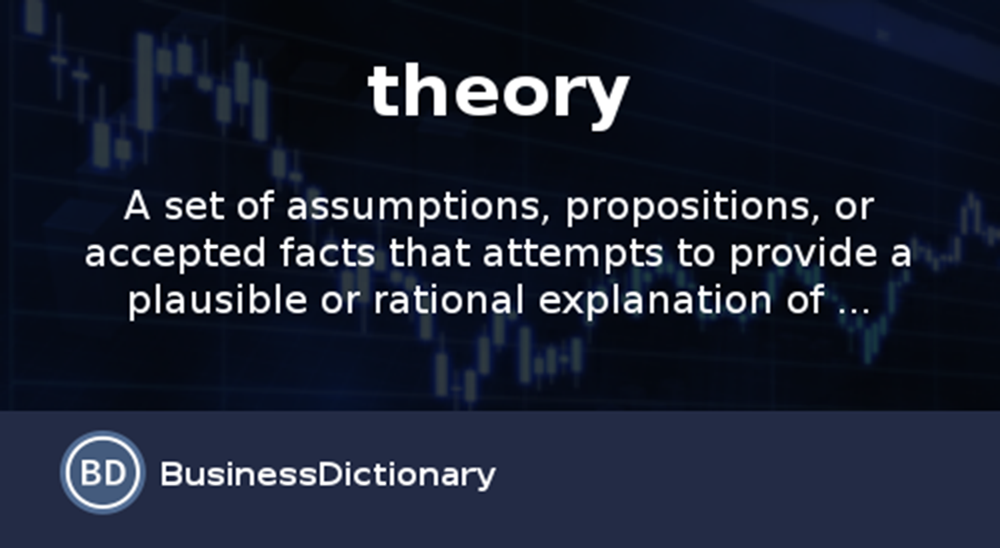 theory
A set of assumptions, propositions, or
accepted facts that attempts to provide a
plausible or rational explanation of ...
BD BusinessDictionary